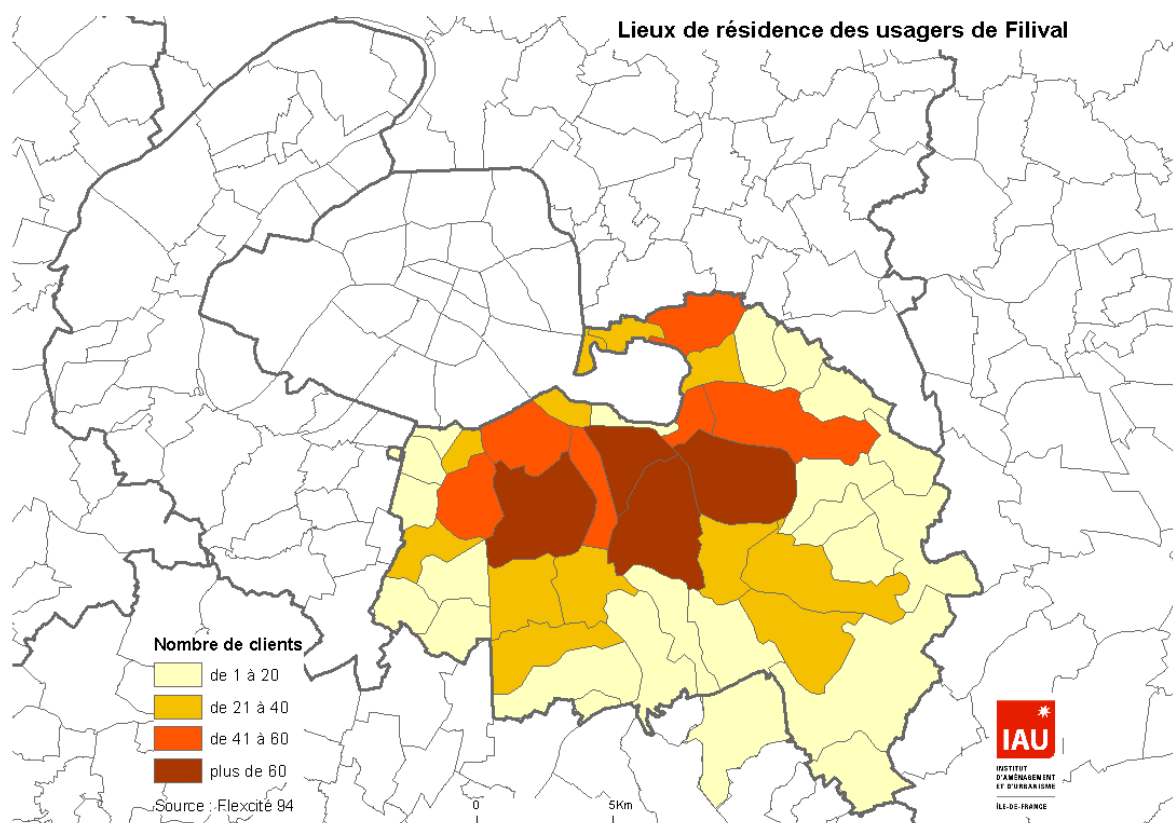 Lieux de résidence des usagers de Filival
Nombre de clients
de 1 à 20
de 21 à 40
de 41 à 60
plus de 60
Source : Flexcité 94
0 5Km
IAU
INSTITUT
D'AMÉNAGEMENT
ET D'URBANISME
ÎLE-DE-FRANCE